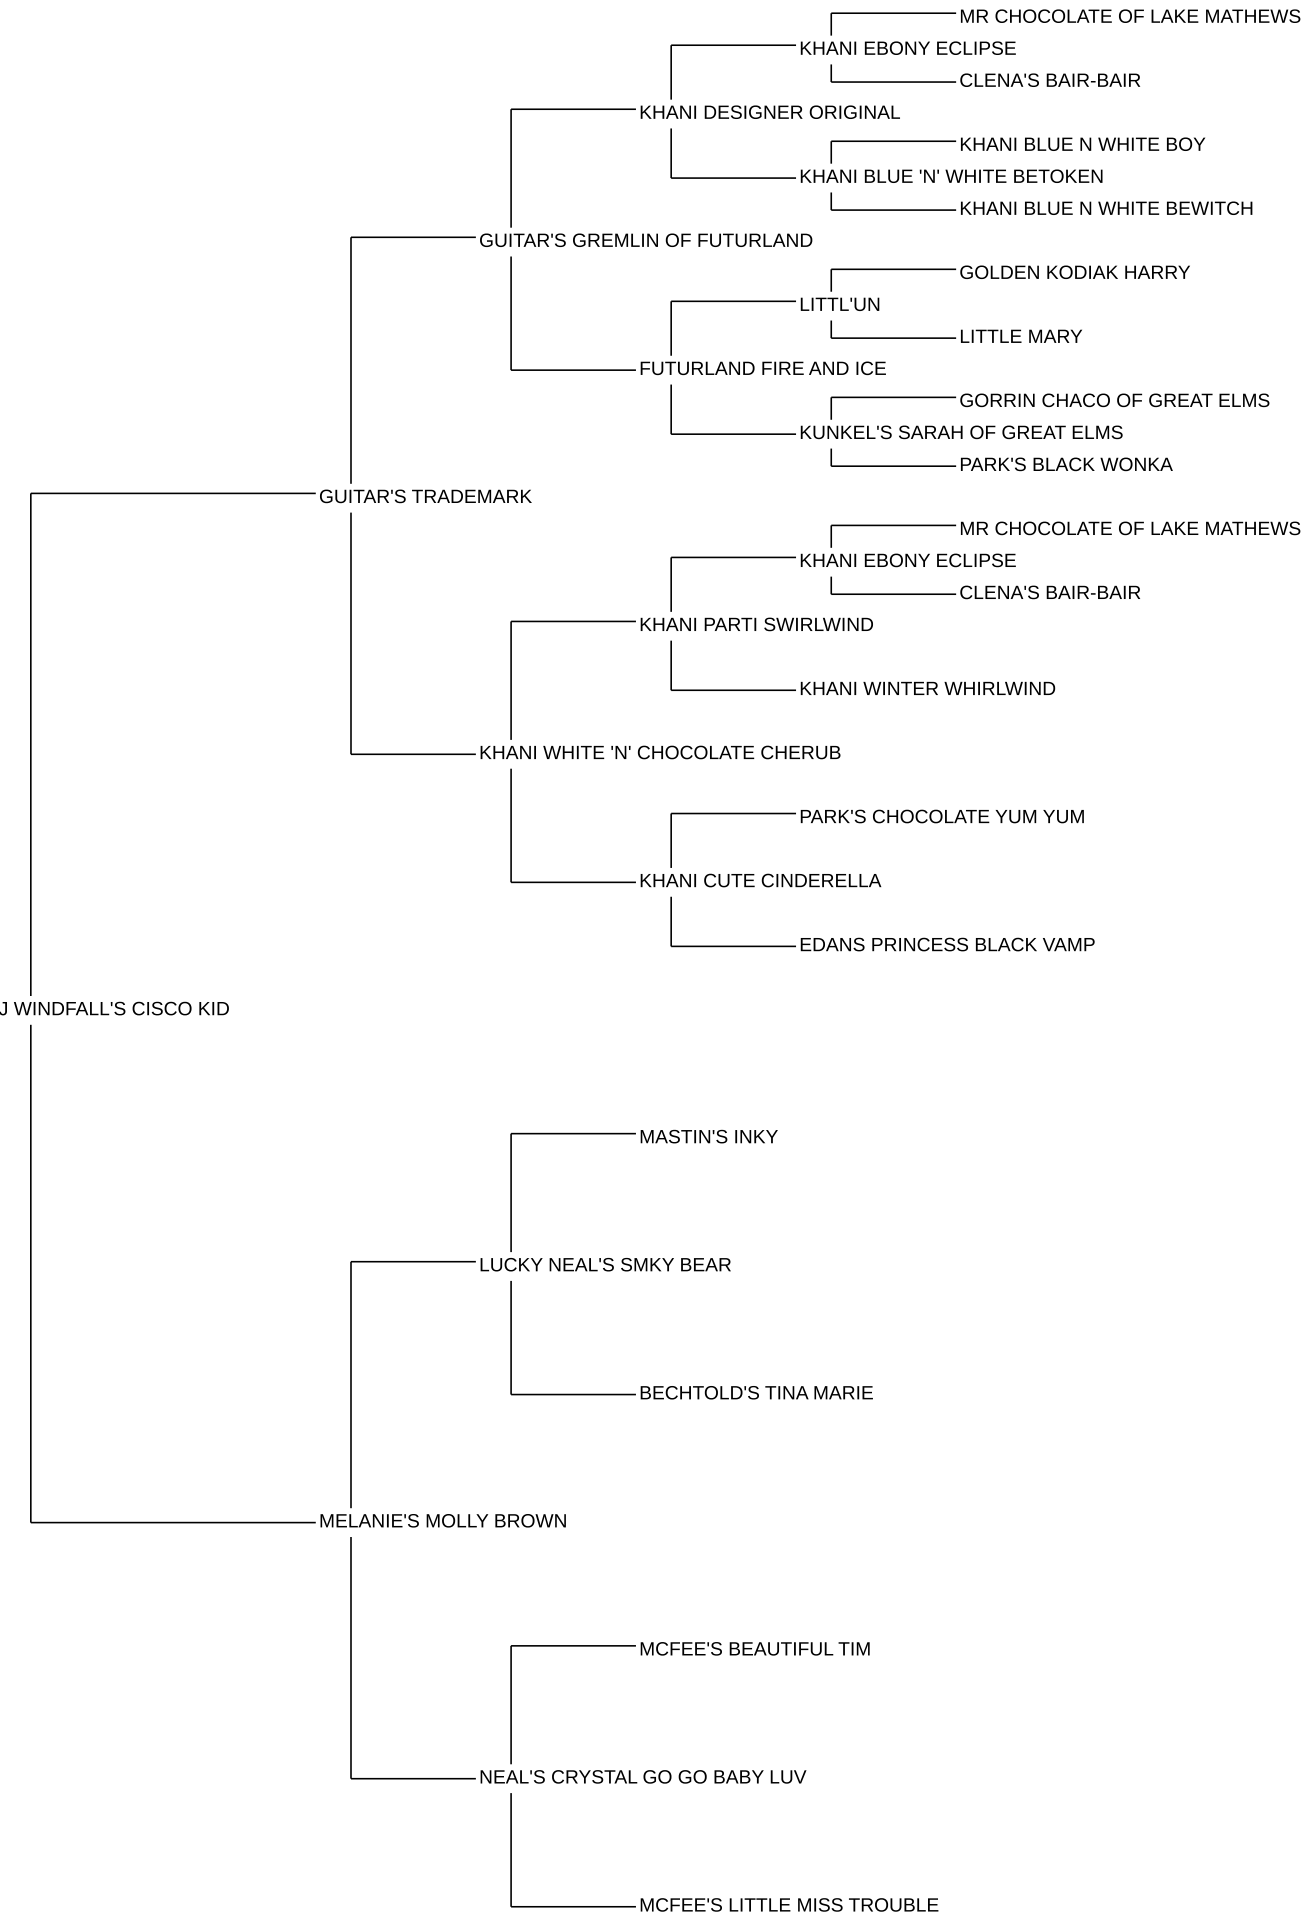 MR CHOCOLATE OF LAKE MATHEWS
KHANI EBONY ECLIPSE
CLENA'S BAIR-BAIR
KHANI DESIGNER ORIGINAL
KHANI BLUE N WHITE BOY
KHANI BLUE 'N' WHITE BETOKEN
KHANI BLUE N WHITE BEWITCH
GUITAR'S GREMLIN OF FUTURLAND
GOLDEN KODIAK HARRY
LITTL'UN
LITTLE MARY
FUTURLAND FIRE AND ICE
GORRIN CHACO OF GREAT ELMS
KUNKEL'S SARAH OF GREAT ELMS
PARK'S BLACK WONKA
GUITAR'S TRADEMARK
MR CHOCOLATE OF LAKE MATHEWS
KHANI EBONY ECLIPSE
CLENA'S BAIR-BAIR
KHANI PARTI SWIRLWIND
KHANI WINTER WHIRLWIND
KHANI WHITE 'N' CHOCOLATE CHERUB
PARK'S CHOCOLATE YUM YUM
KHANI CUTE CINDERELLA
EDANS PRINCESS BLACK VAMP
J WINDFALL'S CISCO KID
MASTIN'S INKY
LUCKY NEAL'S SMKY BEAR
BECHTOLD'S TINA MARIE
MELANIE'S MOLLY BROWN
MCFEE'S BEAUTIFUL TIM
NEAL'S CRYSTAL GO GO BABY LUV
MCFEE'S LITTLE MISS TROUBLE